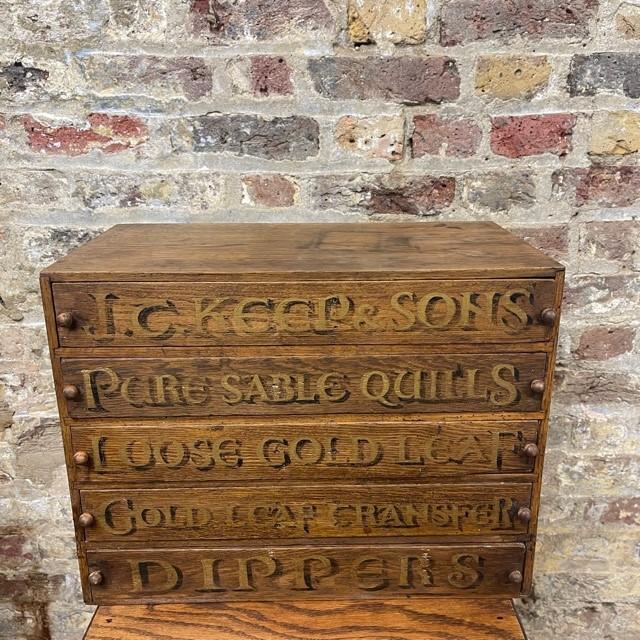 J.C. KEEP & SONS
PURE SABLE QUILLS
LOOSE GOLD LEAF
GOLD LEAF TRANSFER
DIPPERS